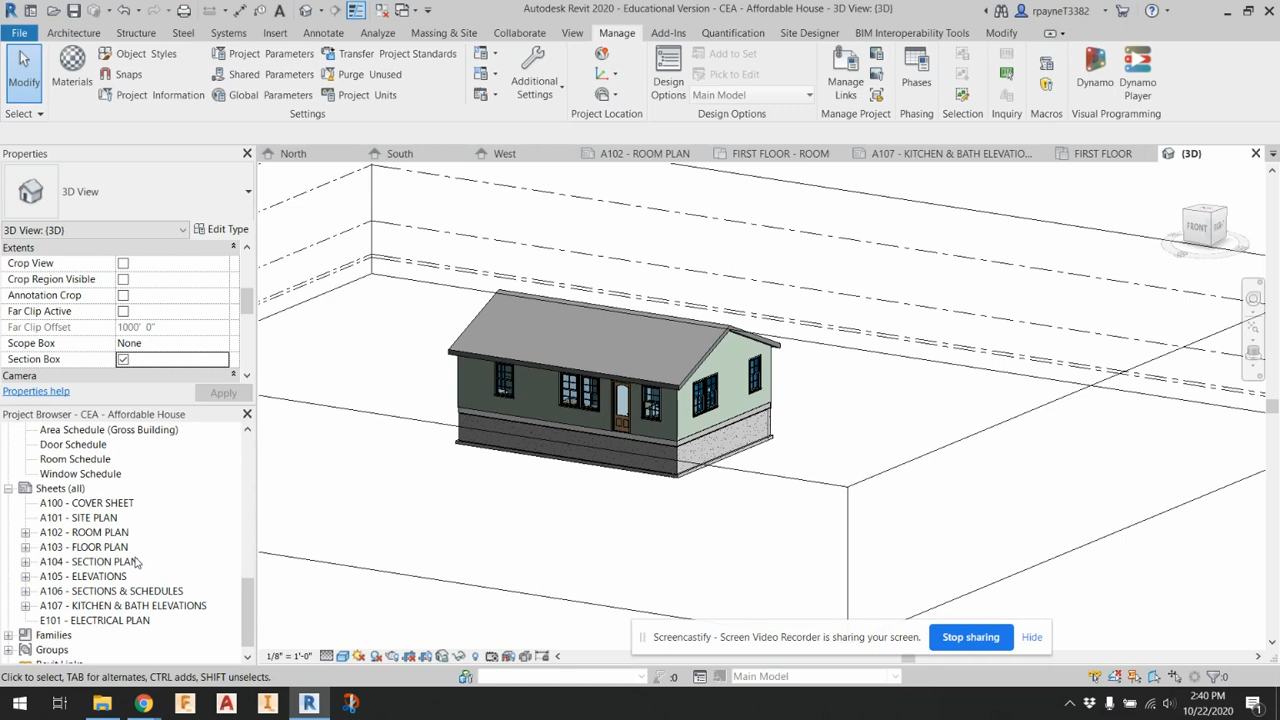 Autodesk Revit 2020 - Educational Version - CEA - Affordable House - 3D View: {3D}
rpayneT3382
File Architecture Structure Steel Systems Insert Annotate Analyze Massing & Site Collaborate View Manage Add-Ins Quantification Site Designer BIM Interoperability Tools Modify
Modify
Materials
Object Styles
Snaps
Project Information
Project Parameters
Shared Parameters
Global Parameters
Transfer Project Standards
Purge Unused
Project Units
Additional
Settings
Design
Options
Add to Set
Pick to Edit
Main Model
Manage
Links
Phases
Dynamo
Dynamo
Player
Select Settings Project Location Design Options Manage Project Phasing Selection Inquiry Macros Visual Programming
Properties
North South West A102 - ROOM PLAN FIRST FLOOR - ROOM A107 - KITCHEN & BATH ELEVATIO... FIRST FLOOR {3D}
3D View
3D View: {3D} Edit Type
Extents
Crop View
Crop Region Visible
Annotation Crop
Far Clip Active
Far Clip Offset 1000' 0"
Scope Box None
Section Box
Camera
Properties help Apply
FRONT
Project Browser - CEA - Affordable House
Area Schedule (Gross Building)
Door Schedule
Room Schedule
Window Schedule
Sheets (all)
A100 - COVER SHEET
A101 - SITE PLAN
A102 - ROOM PLAN
A103 - FLOOR PLAN
A104 - SECTION PLAN
A105 - ELEVATIONS
A106 - SECTIONS & SCHEDULES
A107 - KITCHEN & BATH ELEVATIONS
E101 - ELECTRICAL PLAN
Families
Groups
Revit Links
Screencastify - Screen Video Recorder is sharing your screen. Stop sharing Hide
1/8" = 1'-0"
Click to select, TAB for alternates, CTRL adds, SHIFT unselects. :0 Main Model :0
2:40 PM
10/22/2020